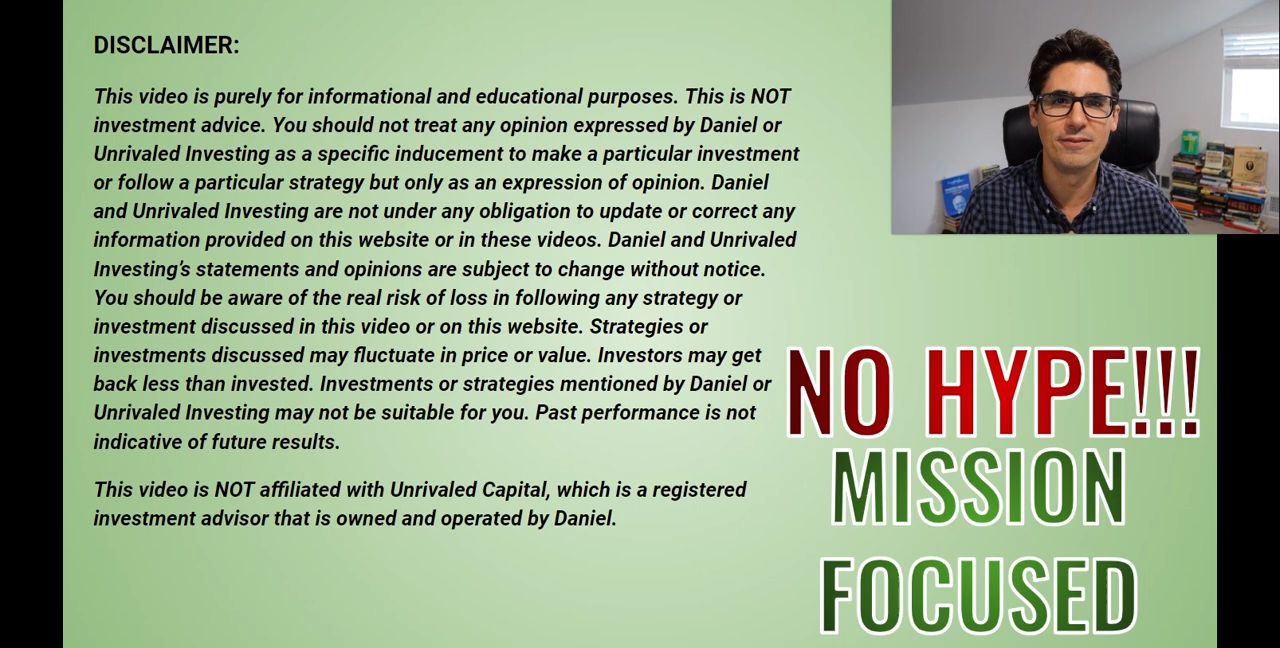 DISCLAIMER:
This video is purely for informational and educational purposes. This is NOT
investment advice. You should not treat any opinion expressed by Daniel or
Unrivaled Investing as a specific inducement to make a particular investment
or follow a particular strategy but only as an expression of opinion. Daniel
and Unrivaled Investing are not under any obligation to update or correct any
information provided on this website or in these videos. Daniel and Unrivaled
Investing's statements and opinions are subject to change without notice.
You should be aware of the real risk of loss in following any strategy or
investment discussed in this video or on this website. Strategies or
investments discussed may fluctuate in price or value. Investors may get
back less than invested. Investments or strategies mentioned by Daniel or
Unrivaled Investing may not be suitable for you. Past performance is not
indicative of future results.
This video is NOT affiliated with Unrivaled Capital, which is a registered
investment advisor that is owned and operated by Daniel.
NO HYPE!!!
MISSION
FOCUSED